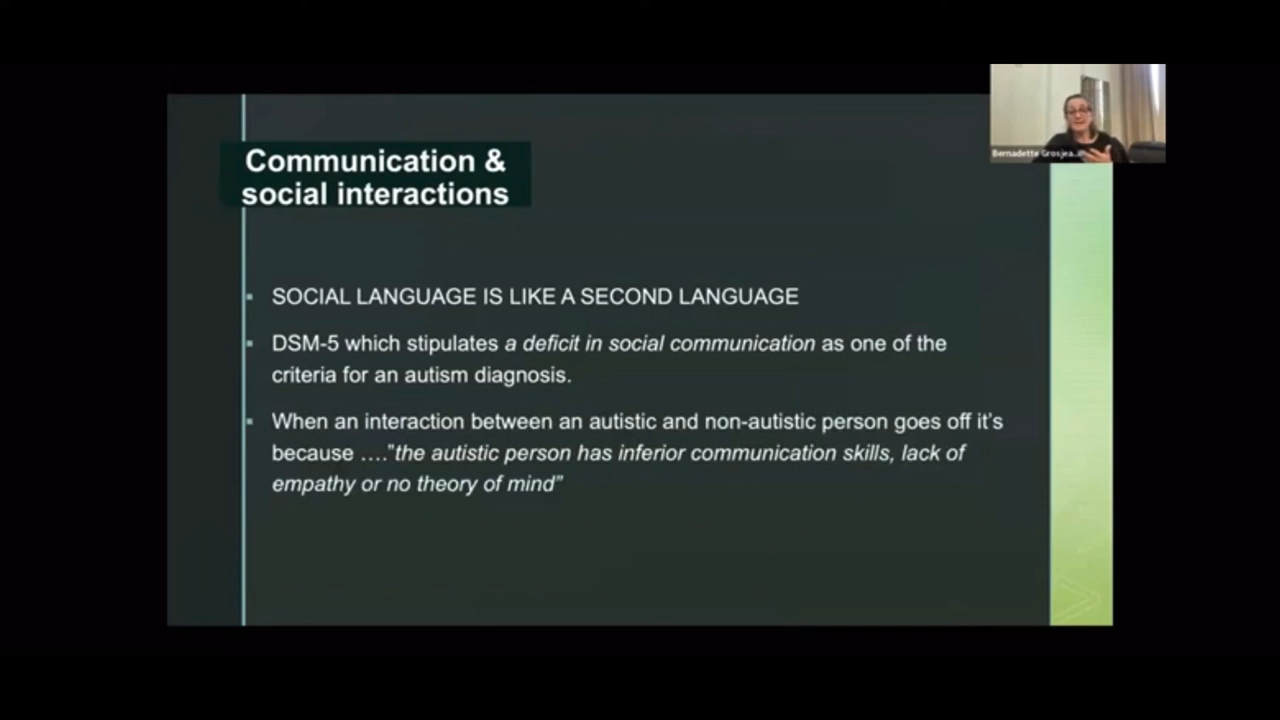 Communication &
social interactions
SOCIAL LANGUAGE IS LIKE A SECOND LANGUAGE
DSM-5 which stipulates a deficit in social communication as one of the
criteria for an autism diagnosis.
When an interaction between an autistic and non-autistic person goes off it's
because ….”the autistic person has inferior communication skills, lack of
empathy or no theory of mind”
Bernadette Grosjea...